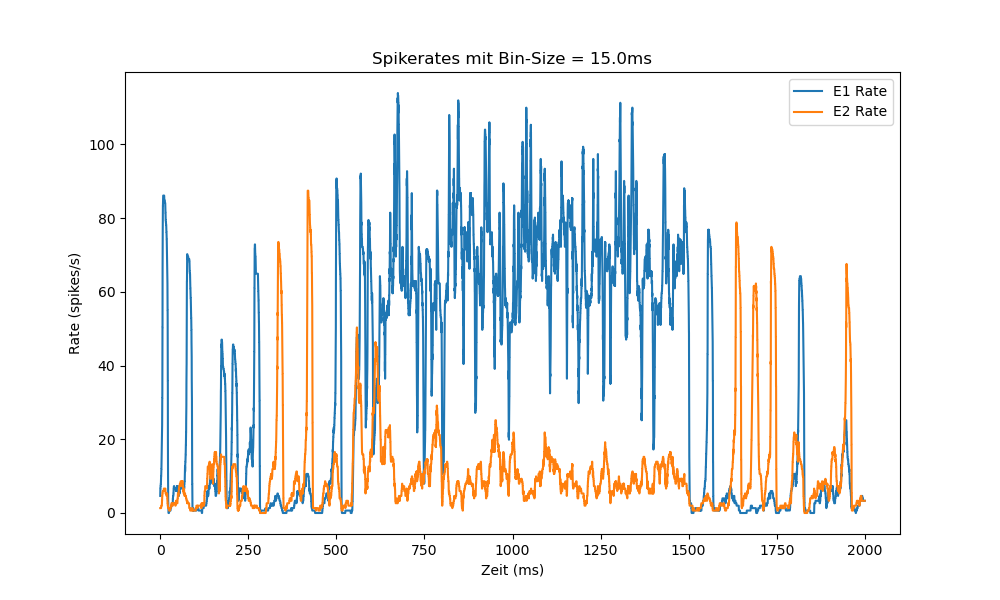 Spikerates mit Bin-Size = 15.0ms
E1 Rate
E2 Rate
Rate (spikes/s)
100
80
60
40
20
0
0 250 500 750 1000 1250 1500 1750 2000
Zeit (ms)